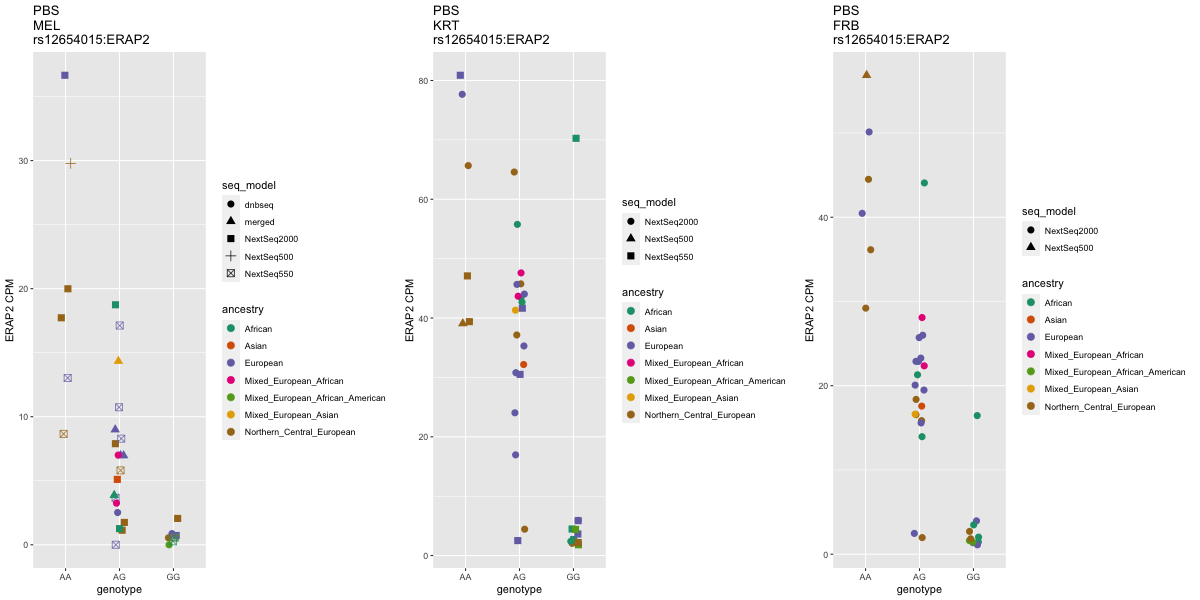 PBS
MEL
rs12654015:ERAP2
ERAP2 CPM
30
20
10
0
AA
AG
GG
genotype
seq_model
dnbseq
merged
NextSeq2000
NextSeq500
NextSeq550
ancestry
African
Asian
European
Mixed_European_African
Mixed_European_African_American
Mixed_European_Asian
Northern_Central_European
PBS
KRT
rs12654015:ERAP2
ERAP2 CPM
80
60
40
20
0
AA
AG
GG
genotype
seq_model
NextSeq2000
NextSeq500
NextSeq550
ancestry
African
Asian
European
Mixed_European_African
Mixed_European_African_American
Mixed_European_Asian
Northern_Central_European
PBS
FRB
rs12654015:ERAP2
ERAP2 CPM
40
20
0
AA
AG
GG
genotype
seq_model
NextSeq2000
NextSeq500
ancestry
African
Asian
European
Mixed_European_African
Mixed_European_African_American
Mixed_European_Asian
Northern_Central_European